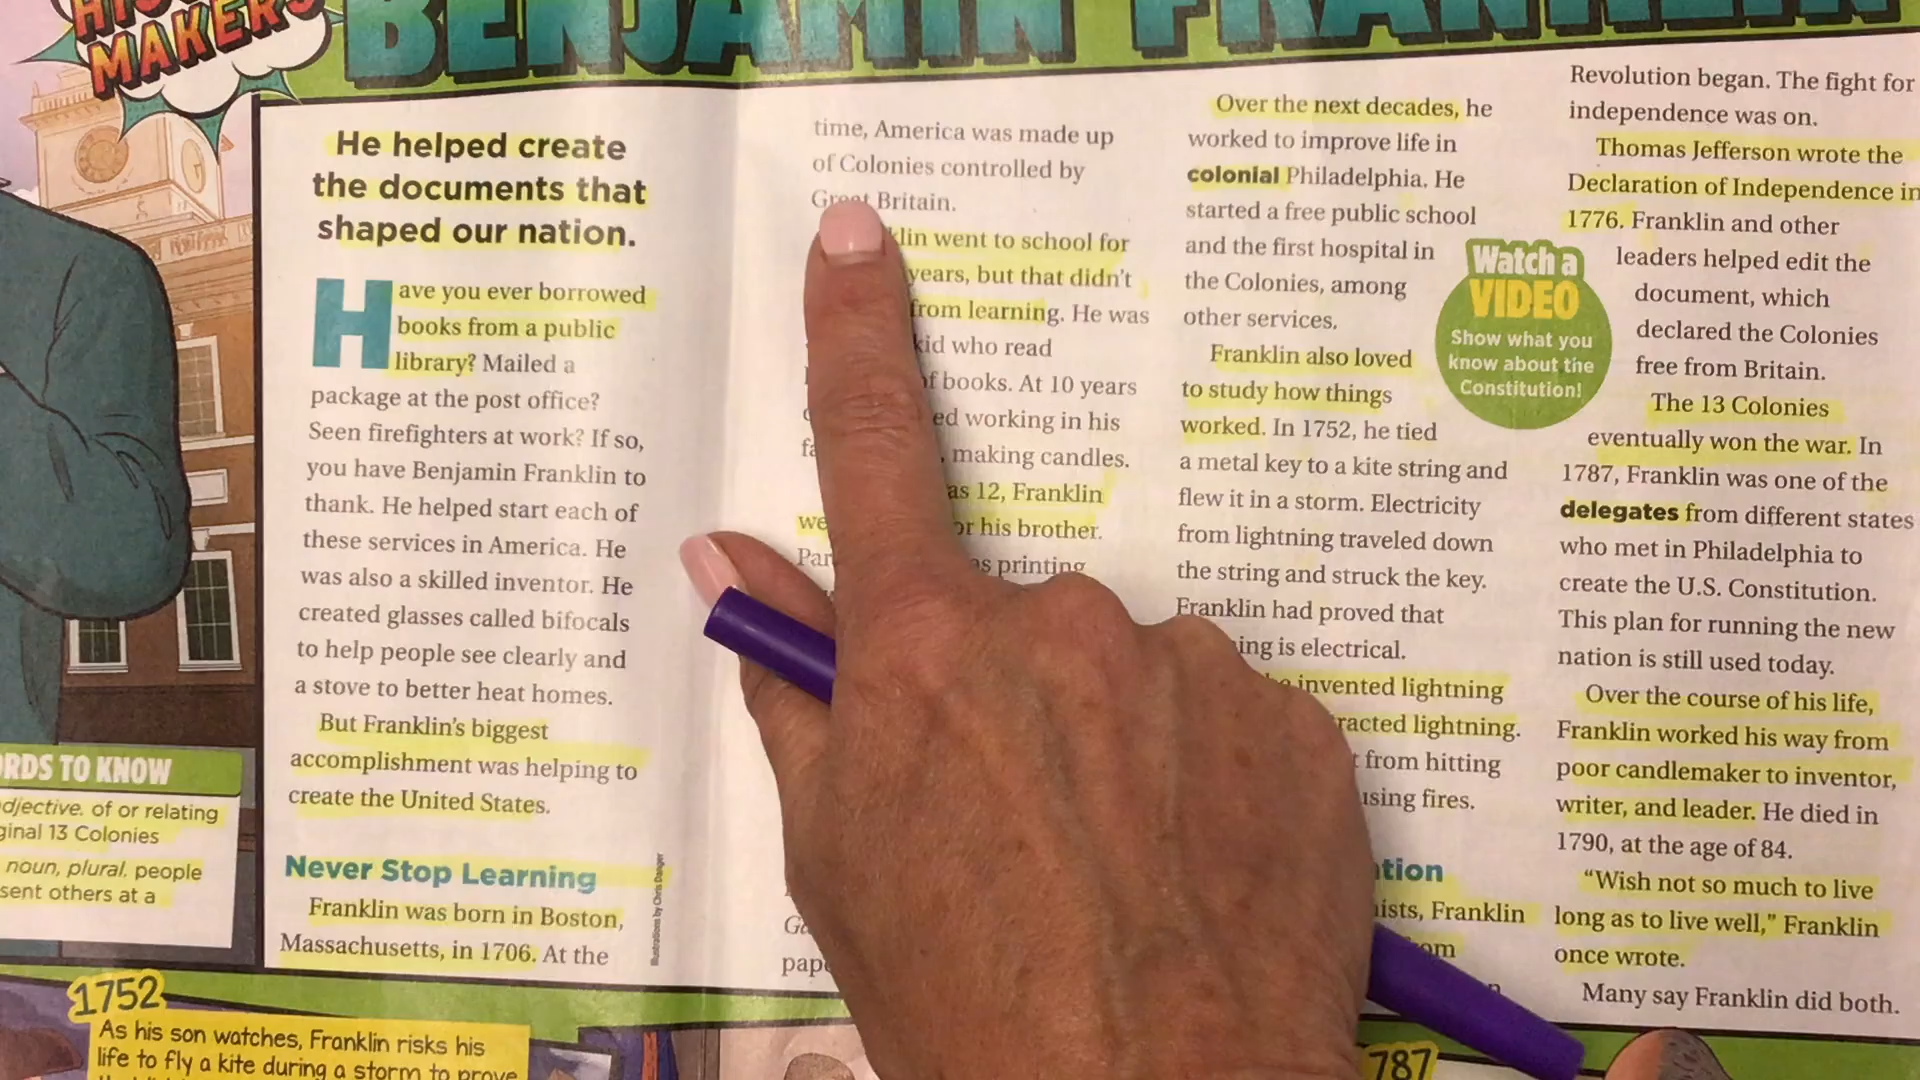 MAKERS
BENJAMIN FRANKLIN
He helped create
the documents that
shaped our nation.
Have you ever borrowed
books from a public
library? Mailed a
package at the post office?
Seen firefighters at work? If so,
you have Benjamin Franklin to
thank. He helped start each of
these services in America. He
was also a skilled inventor. He
created glasses called bifocals
to help people see clearly and
a stove to better heat homes.
But Franklin's biggest
accomplishment was helping to
create the United States.
Never Stop Learning
Franklin was born in Boston,
Massachusetts, in 1706. At the
Illustrations by Chris Danger
time, America was made up
of Colonies controlled by
Great Britain.
went to school for
years, but that didn't
from learning. He was
kid who read
of books. At 10 years
working in his
making candles.
12, Franklin
his brother.
printing
Over the next decades, he
worked to improve life in
colonial Philadelphia. He
started a free public school
and the first hospital in
the Colonies, among
other services.
Franklin also loved
to study how things
worked. In 1752, he tied
a metal key to a kite string and
flew it in a storm. Electricity
from lightning traveled down
the string and struck the key.
Franklin had proved that
is electrical.
invented lightning
lightning.
from hitting
fires.
Franklin
Watch a
VIDEO
Show what you
know about the
Constitution!
Revolution began. The fight for
independence was on.
Thomas Jefferson wrote the
Declaration of Independence in
1776. Franklin and other
leaders helped edit the
document, which
declared the Colonies
free from Britain.
The 13 Colonies
eventually won the war. In
1787, Franklin was one of the
delegates from different states
who met in Philadelphia to
create the U.S. Constitution.
This plan for running the new
nation is still used today.
Over the course of his life,
Franklin worked his way from
poor candlemaker to inventor,
writer, and leader. He died in
1790, at the age of 84.
"Wish not so much to live
long as to live well," Franklin
once wrote.
Many say Franklin did both.
TO KNOW
of or relating
13 Colonies
noun, plural. people
others at a
1752
As his son watches, Franklin risks his
life to fly a kite during a storm to prove
787